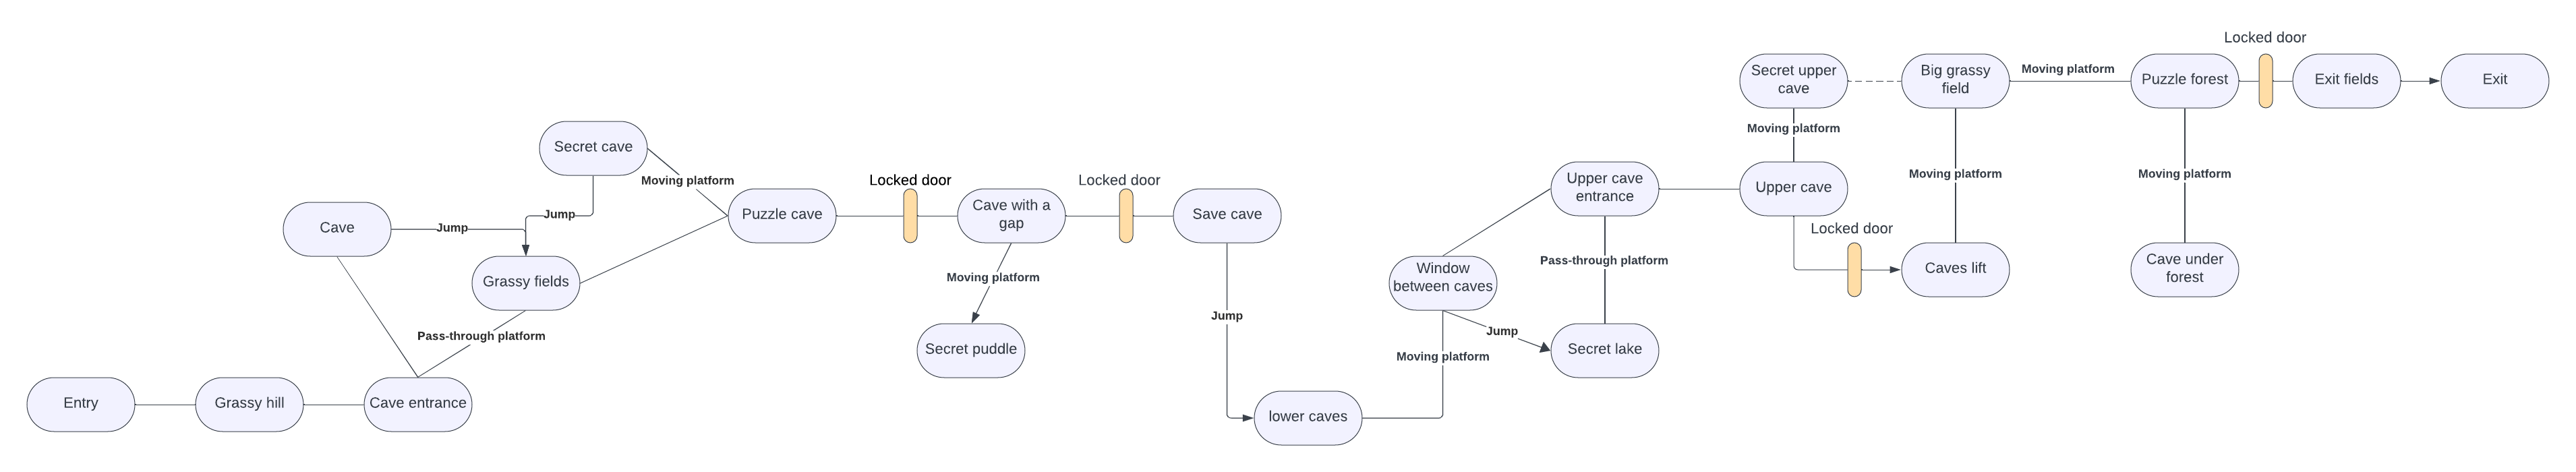 Locked door
Secret upper
cave
Big grassy
field
Moving platform
Puzzle forest
Exit fields
Exit
Moving platform
Secret cave
Moving platform
Locked door
Locked door
Upper cave
entrance
Upper cave
Moving platform
Moving platform
Cave
Jump
Jump
Puzzle cave
Cave with a
gap
Save cave
Locked door
Grassy fields
Moving platform
Pass-through platform
Window
between caves
Caves lift
Cave under
forest
Pass-through platform
Secret puddle
Jump
Jump
Moving platform
Secret lake
Entry
Grassy hill
Cave entrance
lower caves